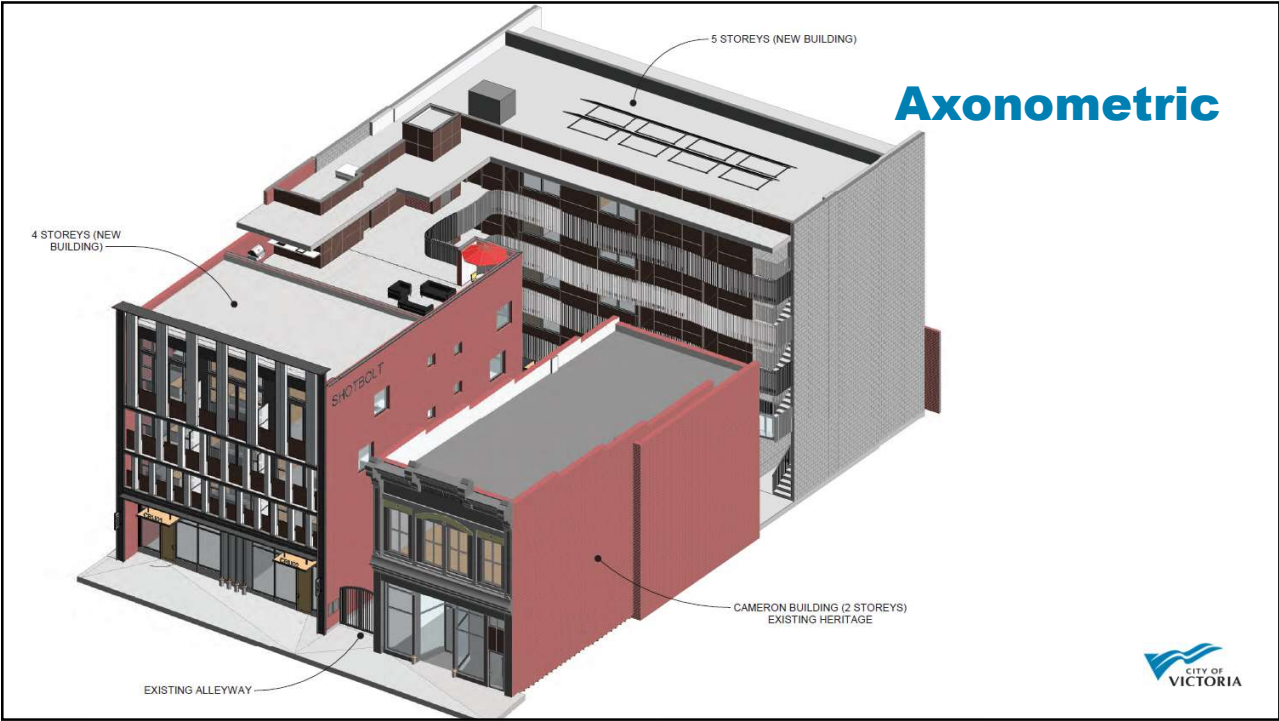 5 STOREYS (NEW BUILDING)
Axonometric
4 STOREYS (NEW
BUILDING)
SHOTBOLT
CAMERON BUILDING (2 STOREYS)
EXISTING HERITAGE
EXISTING ALLEYWAY
CITY OF
VICTORIA